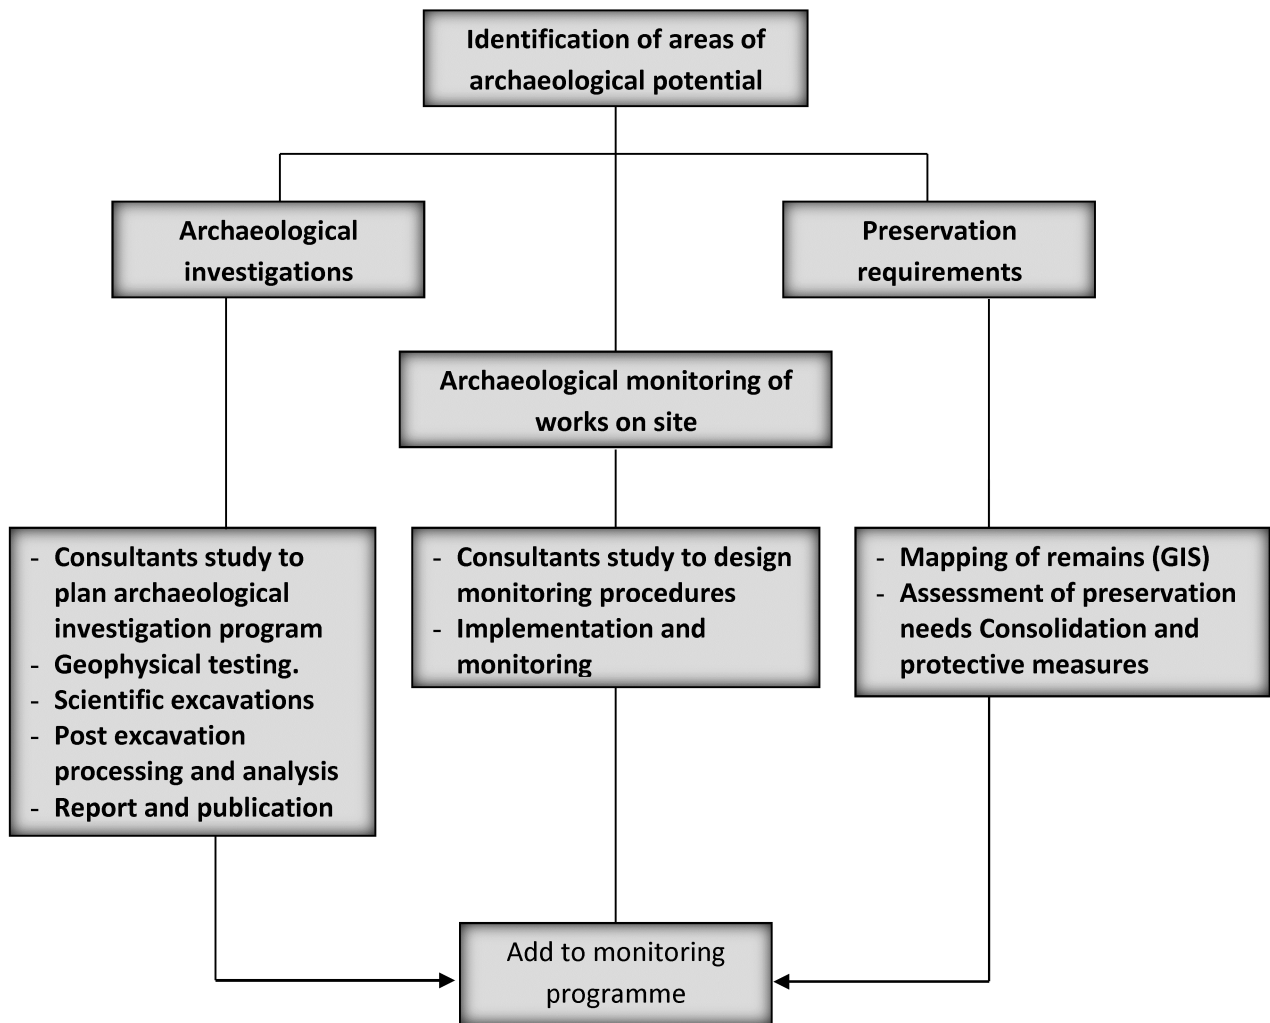 Identification of areas of
archaeological potential
Archaeological
investigations
Preservation
requirements
Archaeological monitoring of
works on site
- Consultants study to
plan archaeological
investigation program
- Geophysical testing.
- Scientific excavations
- Post excavation
processing and analysis
- Report and publication
- Consultants study to design
monitoring procedures
- Implementation and
monitoring
- Mapping of remains (GIS)
- Assessment of preservation
needs Consolidation and
protective measures
Add to monitoring
programme